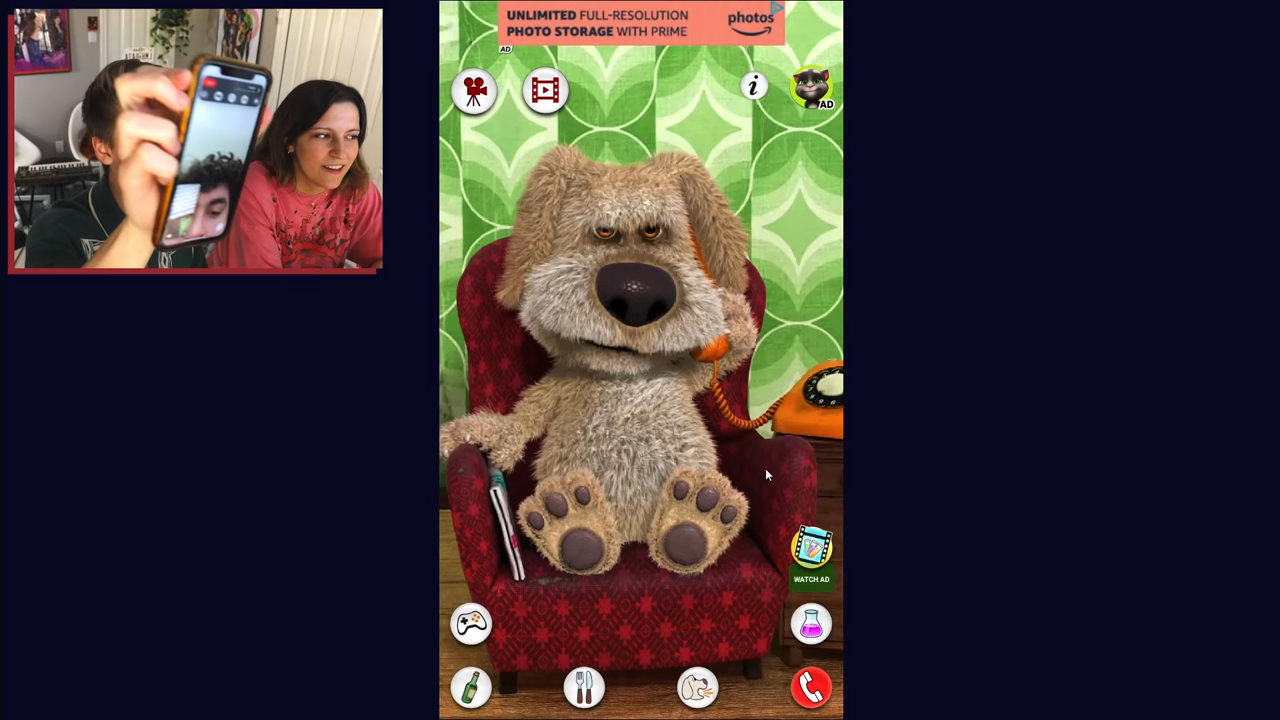 UNLIMITED FULL-RESOLUTION
PHOTO STORAGE WITH PRIME
photos
AD
i
AD
WATCH AD